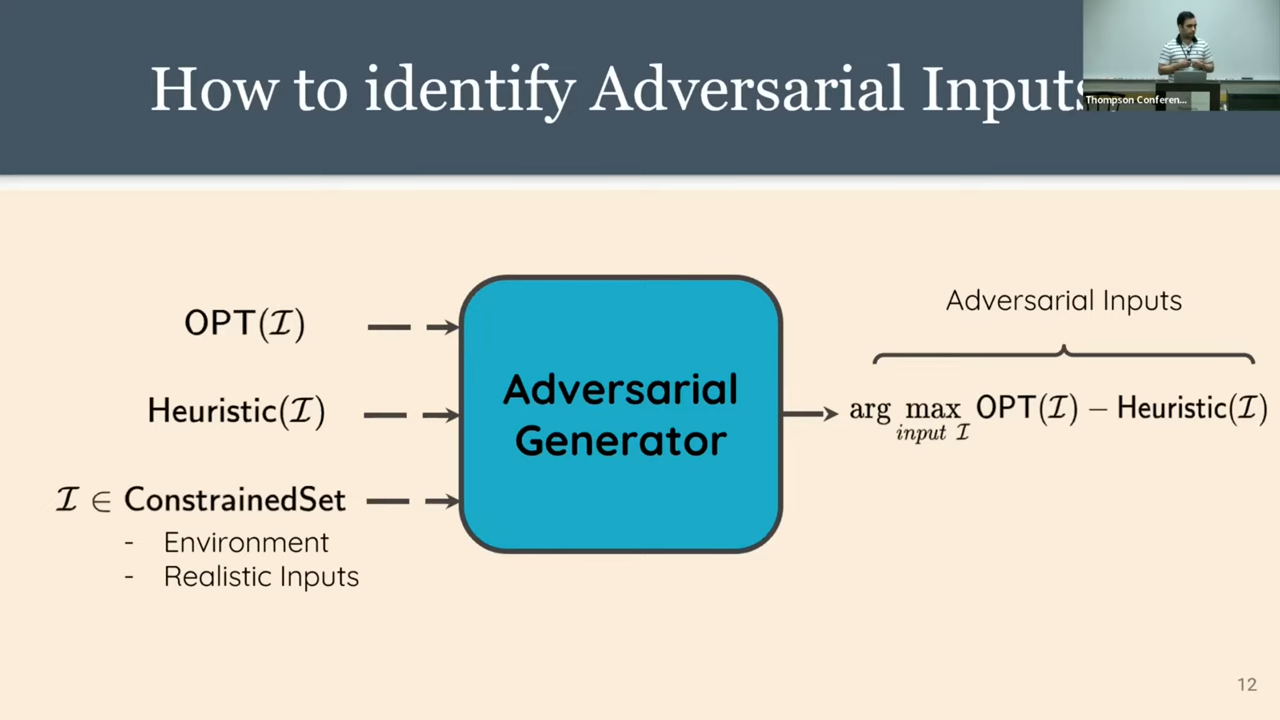 How to identify Adversarial Inputs
Thompson Conferen...
Adversarial Inputs
OPT(ℐ)
Heuristic(ℐ)
ℐ ∈ ConstrainedSet
- Environment
- Realistic Inputs
Adversarial
Generator
arg max OPT(ℐ) – Heuristic(ℐ)
input ℐ
12